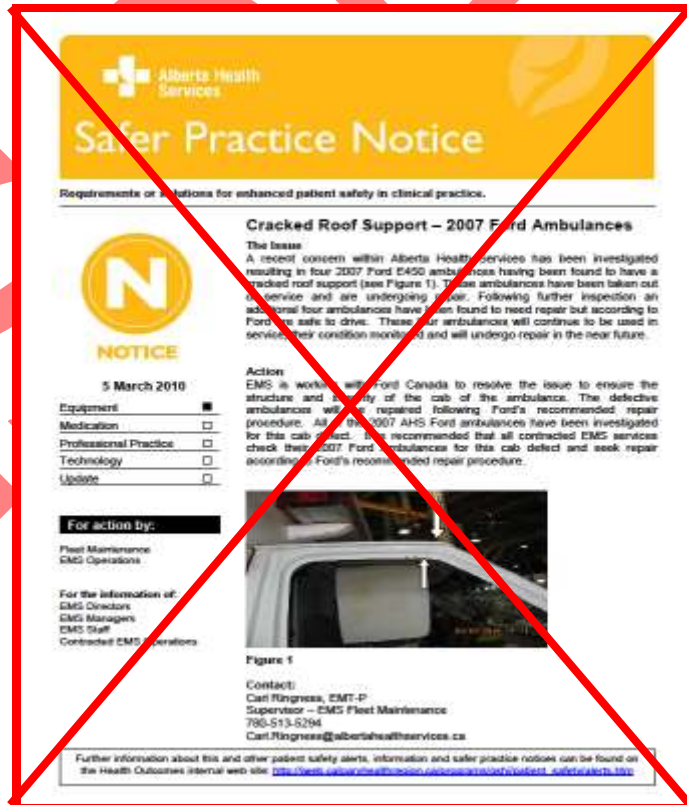 Alberta Health
Services
Safer Practice Notice
Requirements or solutions for enhanced patient safety in clinical practice.
N
NOTICE
5 March 2010
Equipment ■
Medication □
Professional Practice □
Technology □
Update □
For action by:
Fleet Maintenance
EMS Operations
For the information of:
EMS Directors
EMS Managers
EMS Staff
Contracted EMS Operations
Cracked Roof Support – 2007 Ford Ambulances
The Issue
A recent concern within Alberta Health Services has been investigated
resulting in four 2007 Ford E450 ambulances having been found to have a
cracked roof support (see Figure 1). These ambulances have been taken out
of service and are undergoing repair. Following further inspection an
additional four ambulances have been found to need repair but according to
Ford are safe to drive. These four ambulances will continue to be used in
service, their condition monitored and will undergo repair in the near future.
Action
EMS is working with Ford Canada to resolve the issue to ensure the
structure and integrity of the cab of the ambulance. The defective
ambulances will be repaired following Ford's recommended repair
procedure. All of the 2007 AHS Ford ambulances have been investigated
for this cab defect. It is recommended that all contracted EMS services
check their 2007 Ford Ambulances for this cab defect and seek repair
according to Ford's recommended repair procedure.
Figure 1
Contact:
Carl Ringness, EMT-P
Supervisor – EMS Fleet Maintenance
780-513-5294
Carl.Ringness@albertahealthservices.ca
Further information about this and other patient safety alerts, information and safer practice notices can be found on
the Health Outcomes internal web site: